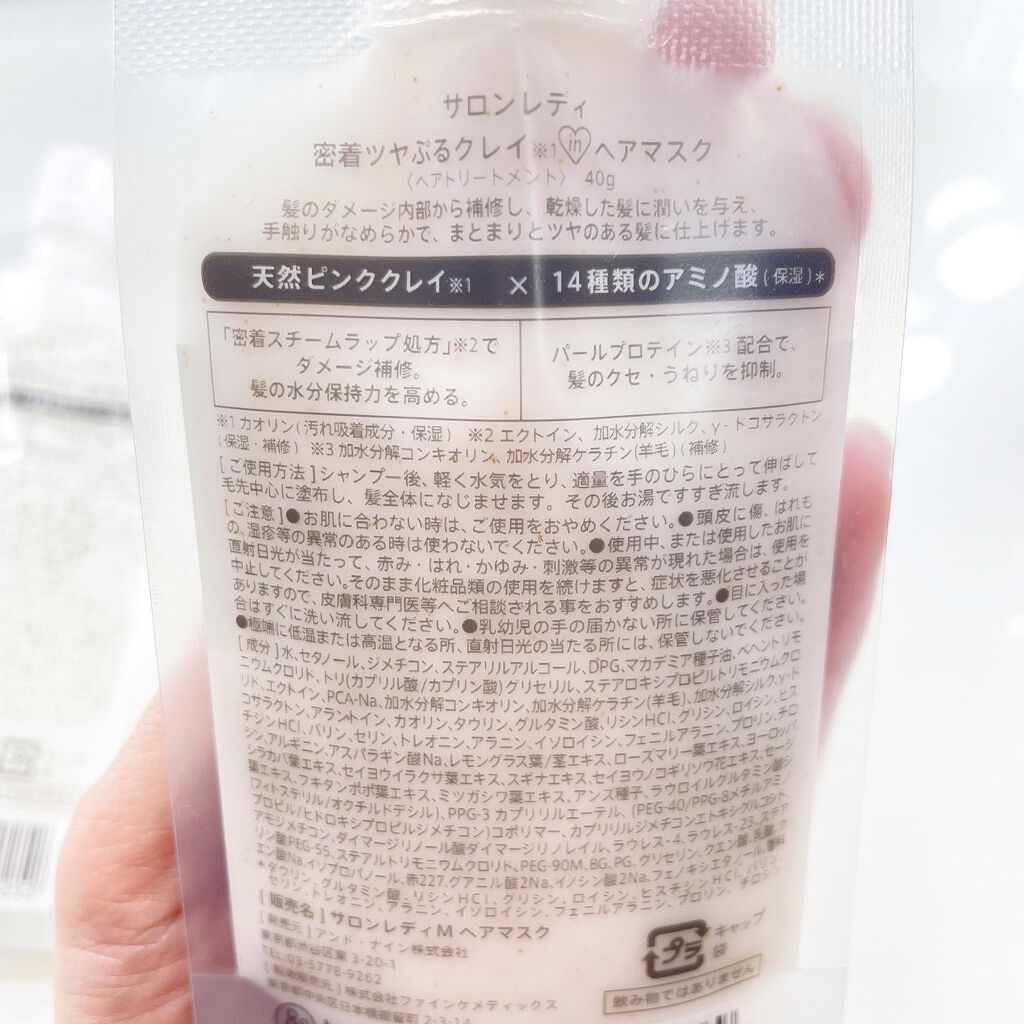 サロンレディ
密着ツヤぷるクレイ※1 in ヘアマスク
〈ヘアトリートメント〉 40g
髪のダメージ内部から補修し、乾燥した髪に潤いを与え、
手触りがなめらかで、まとまりとツヤのある髪に仕上げます。
天然ピンククレイ※1 × 14種類のアミノ酸(保湿)*
「密着スチームラップ処方」※2で
ダメージ補修。
髪の水分保持力を高める。
パールプロテイン※3 配合で、
髪のクセ・うねりを抑制。
※1 カオリン(汚れ吸着成分・保湿) ※2 エクトイン、加水分解シルク、γ-ドコサラクトン
(保湿・補修) ※3 加水分解コンキオリン、加水分解ケラチン(羊毛)(補修)
[ご使用方法]シャンプー後、軽く水気をとり、適量を手のひらにとって伸ばして
毛先中心に塗布し、髪全体になじませます。その後お湯ですすぎ流します。
[ご注意]●お肌に合わない時は、ご使用をおやめください。●頭皮に傷、はれも
の、湿疹等の異常のある時は使わないでください。●使用中、または使用したお肌に
直射日光が当たって、赤み・はれ・かゆみ・刺激等の異常が現れた場合は、使用を
中止してください。そのまま化粧品類の使用を続けますと、症状を悪化させることが
ありますので、皮膚科専門医等へご相談される事をおすすめします。●目に入った場
合はすぐに洗い流してください。●乳幼児の手の届かない所に保管してください。
●極端に低温または高温となる所、直射日光の当たる所には、保管しないでください。
[成分]水、セタノール、ジメチコン、ステアリルアルコール、DPG、マカデミア種子油、ベヘントリモ
ニウムクロリド、トリ(カプリル酸/カプリン酸)グリセリル、ステアロキシプロピルトリモニウムクロ
リド、エクトイン、PCA-Na、加水分解コンキオリン、加水分解ケラチン(羊毛)、加水分解シルク、γ-ド
コサラクトン、アラントイン、カオリン、タウリン、グルタミン酸、リシンHCl、グリシン、ロイシン、ヒス
チジンHCl、バリン、セリン、トレオニン、アラニン、イソロイシン、フェニルアラニン、プロリン、チロ
シン、アルギニン、アスパラギン酸Na、レモングラス葉/茎エキス、ローズマリー葉エキス、ヨーロッパ
シラカバ葉エキス、セイヨウイラクサ葉エキス、スギナエキス、セイヨウノコギリソウ花エキス、セージ
葉エキス、フキタンポポ葉エキス、ミツガシワ葉エキス、アンズ種子、ラウロイルグルタミン酸ジ
(フィトステリル/オクチルドデシル)、PPG-3 カプリリルエーテル、(PEG-40/PPG-8メチルアミノ
プロピル/ヒドロキシプロピルジメチコン)コポリマー、カプリリルジメチコンエトキシグルコシド、
アモジメチコン、ダイマージリノール酸ダイマージリノレイル、ラウレス-4、ラウレス-23、ステア
リン酸PEG-55、ステアルトリモニウムクロリド、PEG-90M、BG、PG、グリセリン、クエン酸、乳酸、ク
エン酸Na、イソプロパノール、赤227、グアニル酸2Na、イノシン酸2Na、フェノキシエタノール、香料
*タウリン、グルタミン酸、リシンHCl、グリシン、ロイシン、ヒスチジンHCl、バリン、
セリン、トレオニン、アラニン、イソロイシン、フェニルアラニン、プロリン、チロシン
[販売名] サロンレディM ヘアマスク
[発売元] アンド・ナイン株式会社
東京都渋谷区東 3-20-1
TEL:03-5778-9262
[製造販売元] 株式会社ファインケメティックス
東京都中央区日本橋堀留町 2-3-14
プラ
キャップ
袋
飲み物ではありません